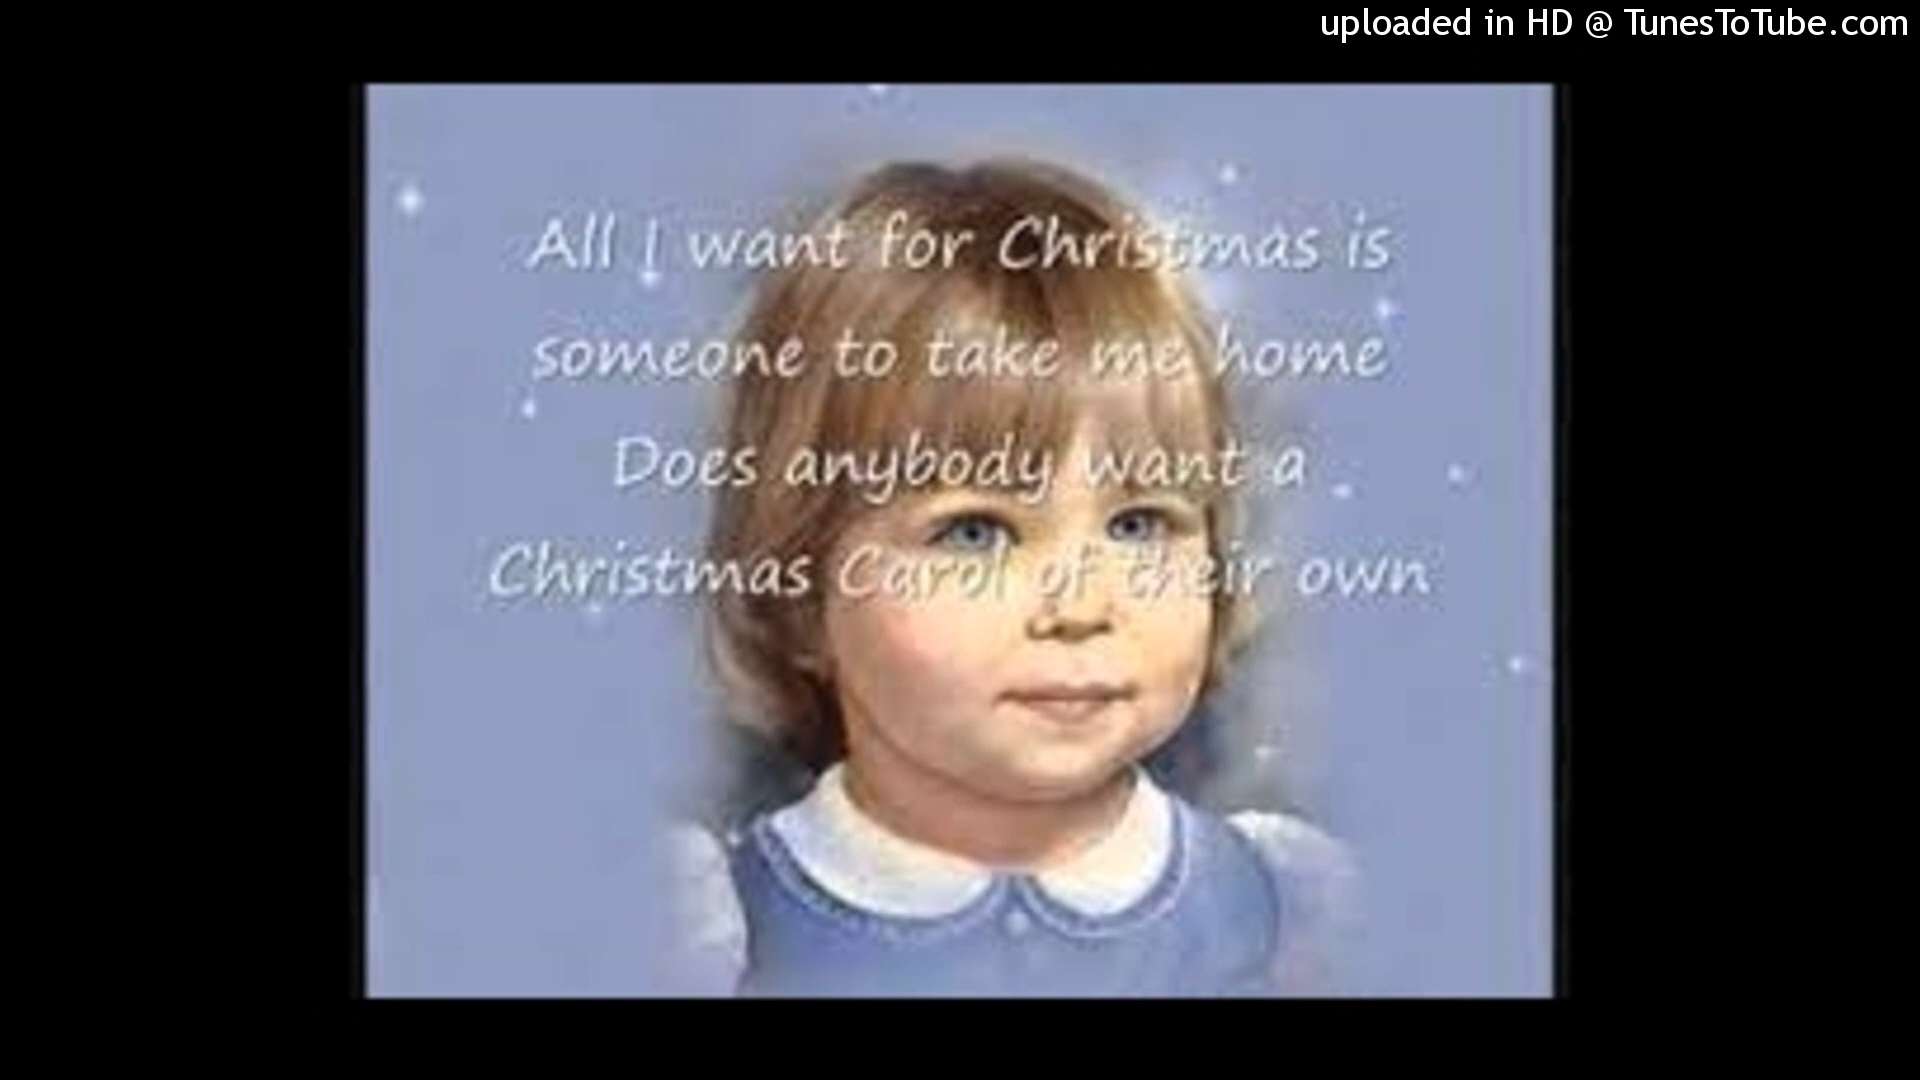 uploaded in HD @ TunesToTube.com
All I want for Christmas is
someone to take me home
Does anybody want a
Christmas Carol of their own